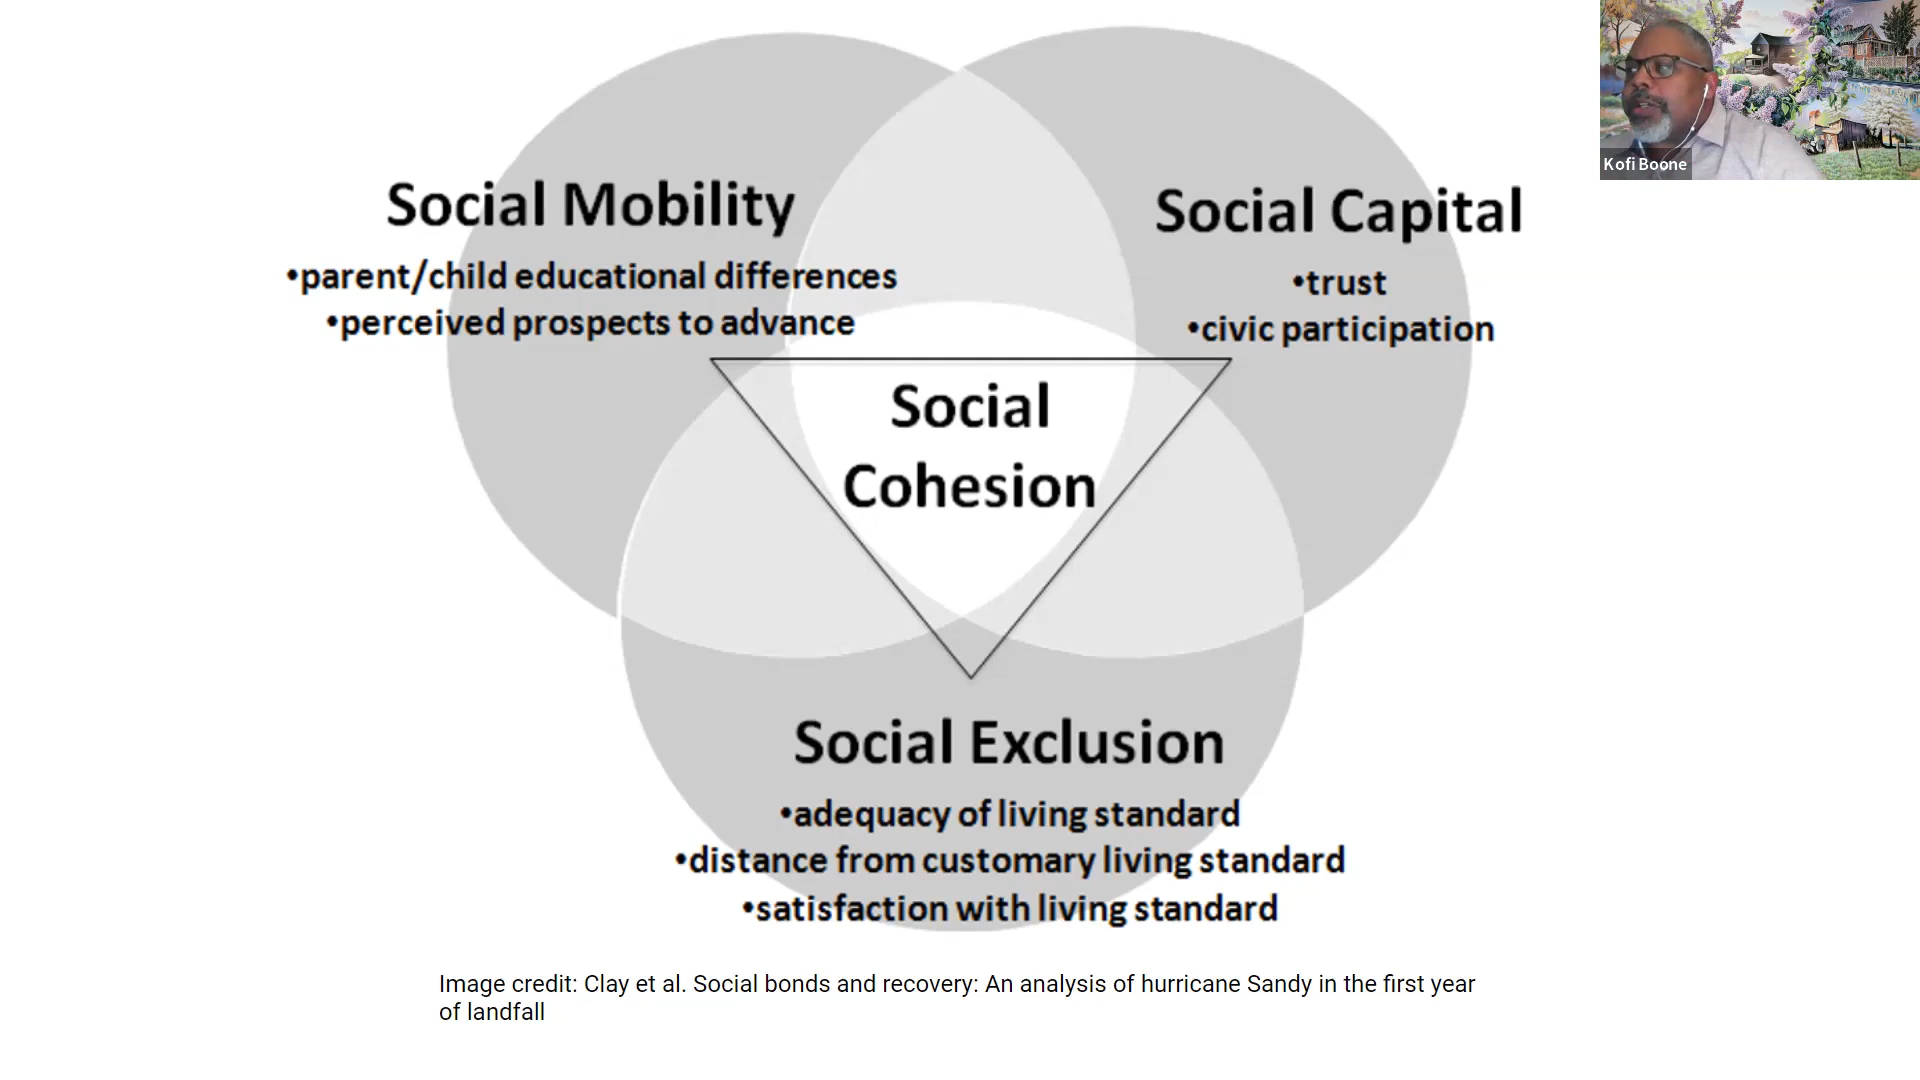 Kofi Boone
Social Mobility
•parent/child educational differences
•perceived prospects to advance
Social Capital
•trust
•civic participation
Social
Cohesion
Social Exclusion
•adequacy of living standard
•distance from customary living standard
•satisfaction with living standard
Image credit: Clay et al. Social bonds and recovery: An analysis of hurricane Sandy in the first year
of landfall